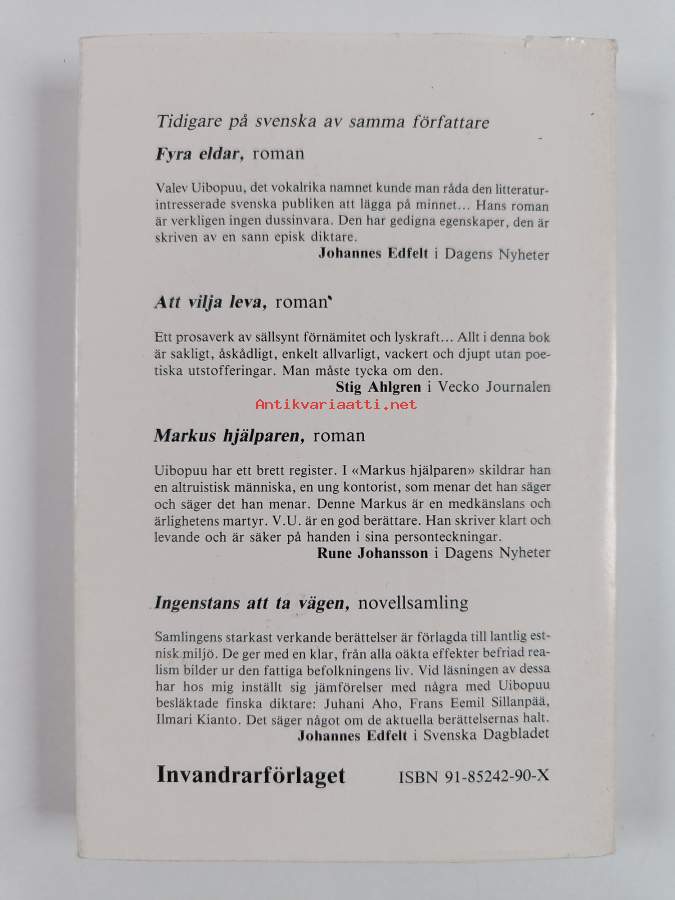 Tidigare på svenska av samma författare
Fyra eldar, roman
Valev Uibopuu, det vokalrika namnet kunde man råda den litteratur-
intresserade svenska publiken att lägga på minnet... Hans roman
är verkligen ingen dussinvara. Den har gedigna egenskaper, den är
skriven av en sann episk diktare.
Johannes Edfelt i Dagens Nyheter
Att vilja leva, roman
Ett prosaverk av sällsynt förnämitet och lyskraft... Allt i denna bok
är sakligt, åskådligt, enkelt allvarligt, vackert och djupt utan poe-
tiska utstofferingar. Man måste tycka om den.
Stig Ahlgren i Vecko Journalen
Antikvariaatti.net
Markus hjälparen, roman
Uibopuu har ett brett register. I «Markus hjälparen» skildrar han
en altruistisk människa, en ung kontorist, som menar det han säger
och säger det han menar. Denne Markus är en medkänslans och
ärlighetens martyr. V.U. är en god berättare. Han skriver klart och
levande och är säker på handen i sina personteckningar.
Rune Johansson i Dagens Nyheter
Ingenstans att ta vägen, novellsamling
Samlingens starkast verkande berättelser är förlagda till lantlig est-
nisk miljö. De ger med en klar, från alla oäkta effekter befriad rea-
lism bilder ur den fattiga befolkningens liv. Vid läsningen av dessa
har hos mig inställt sig jämförelser med några med Uibopuu
besläktade finska diktare: Juhani Aho, Frans Eemil Sillanpää,
Ilmari Kianto. Det säger något om de aktuella berättelsernas halt.
Johannes Edfelt i Svenska Dagbladet
Invandrarförlaget ISBN 91-85242-90-X